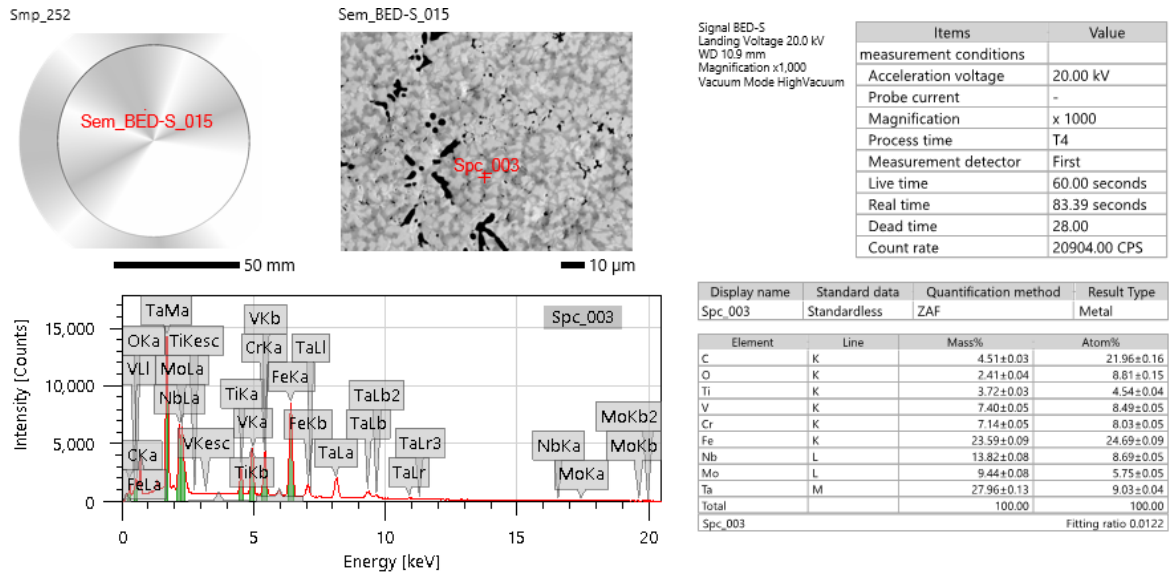 Smp_252
Sem_BED-S_015
Sem_BED-S_015
50 mm
Spc_003
10 µm
Signal BED-S
Landing Voltage 20.0 kV
WD 10.9 mm
Magnification x1,000
Vacuum Mode HighVacuum
Items Value
measurement conditions
Acceleration voltage 20.00 kV
Probe current -
Magnification x 1000
Process time T4
Measurement detector First
Live time 60.00 seconds
Real time 83.39 seconds
Dead time 28.00
Count rate 20904.00 CPS
Intensity [Counts]
15,000
10,000
5,000
0
TaMa VKb Spc_003
OKa TiKesc CrKa TaLl
VLl MoLa FeKa
NbLa TiKa TaLb2
VKa FeKb TaLb MoKb2
CKa VKesc TaLa TaLr3 NbKa MoKb
FeLa TiKb TaLr MoKa
0 5 10 15 20
Energy [keV]
Display name Standard data Quantification method Result Type
Spc_003 Standardless ZAF Metal
Element Line Mass% Atom%
C K 4.51±0.03 21.96±0.16
O K 2.41±0.04 8.81±0.15
Ti K 3.72±0.03 4.54±0.04
V K 7.40±0.05 8.49±0.05
Cr K 7.14±0.05 8.03±0.05
Fe K 23.59±0.09 24.69±0.09
Nb L 13.82±0.08 8.69±0.05
Mo L 9.44±0.08 5.75±0.05
Ta M 27.96±0.13 9.03±0.04
Total 100.00 100.00
Spc_003 Fitting ratio 0.0122